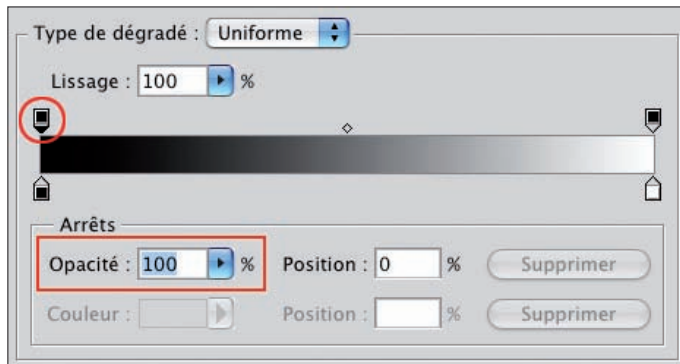 Type de dégradé : Uniforme
Lissage : 100 %
Arrêts
Opacité : 100 % Position : 0 % Supprimer
Couleur : Position : % Supprimer